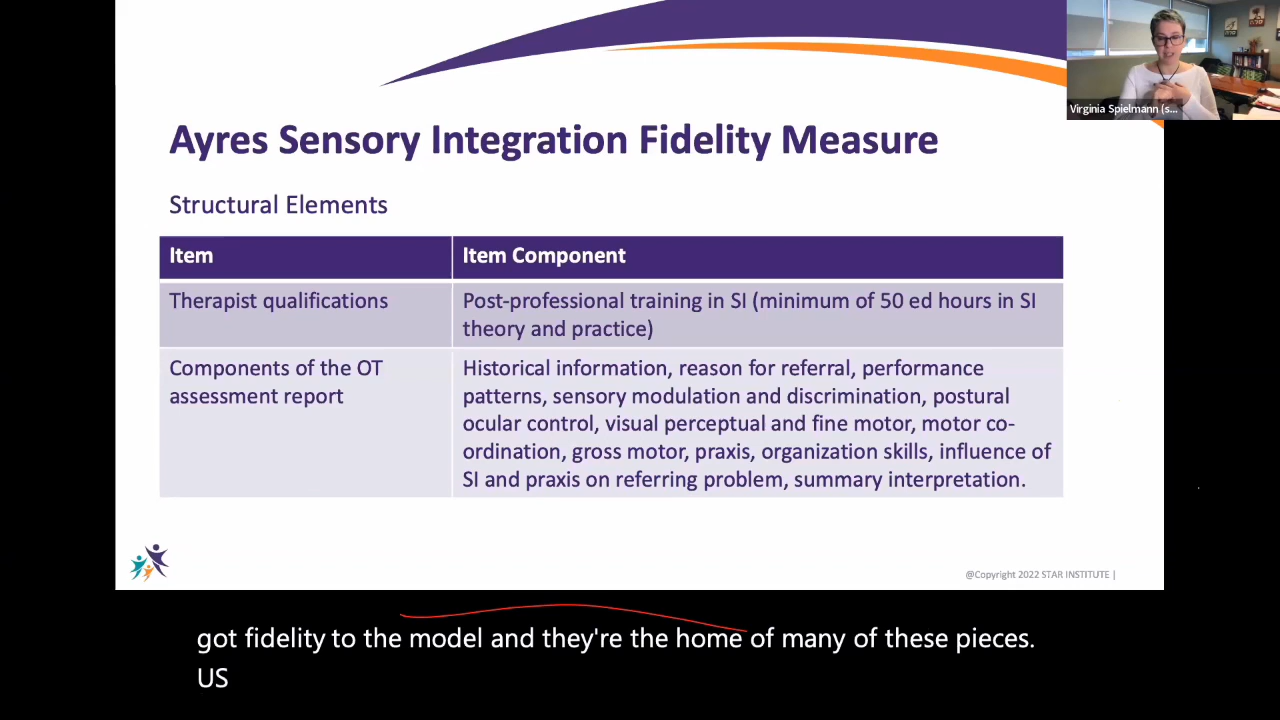 Virginia Spielmann (s...
Ayres Sensory Integration Fidelity Measure
Structural Elements
Item
Item Component
Therapist qualifications
Post-professional training in SI (minimum of 50 ed hours in SI
theory and practice)
Components of the OT
assessment report
Historical information, reason for referral, performance
patterns, sensory modulation and discrimination, postural
ocular control, visual perceptual and fine motor, motor co-
ordination, gross motor, praxis, organization skills, influence of
SI and praxis on referring problem, summary interpretation.
@Copyright 2022 STAR INSTITUTE |
got fidelity to the model and they're the home of many of these pieces.
US